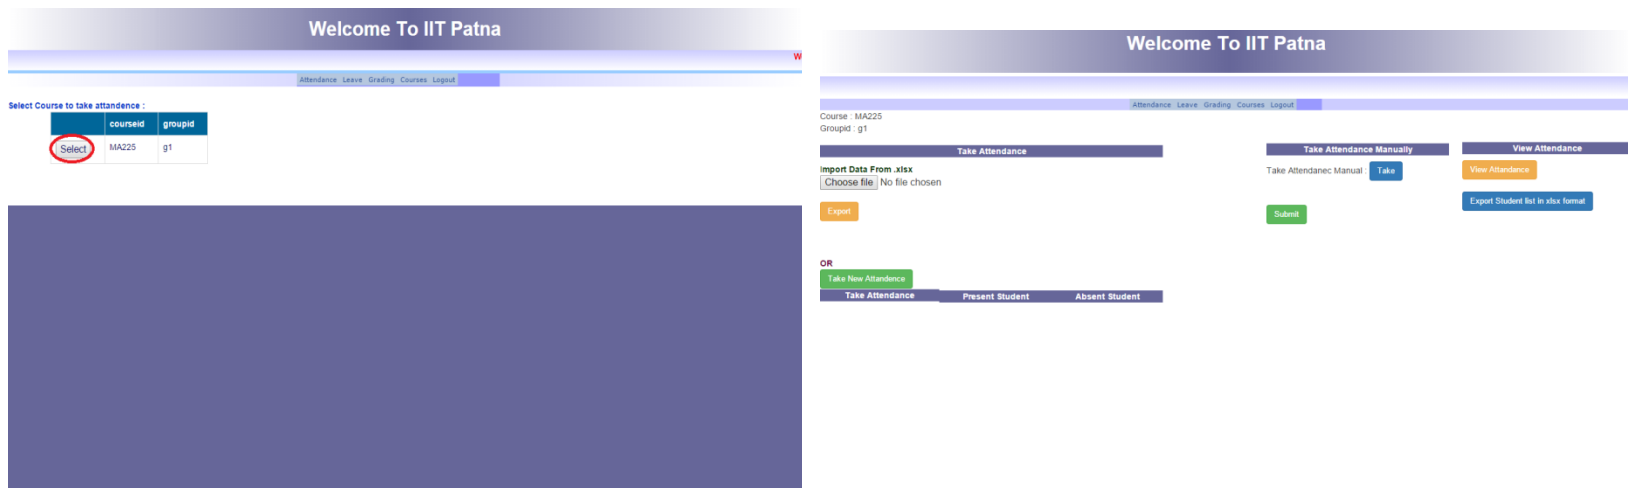 Welcome To IIT Patna
W
Attendance Leave Grading Courses Logout
Select Course to take attandence :
courseid groupid
Select MA225 g1
Welcome To IIT Patna
Attendance Leave Grading Courses Logout
Course : MA225
Groupid : g1
Take Attendance
Import Data From .xlsx
Choose file No file chosen
Export
OR
Take New Attandence
Take Attendance Present Student Absent Student
Take Attendance Manually
Take Attendanec Manual : Take
Submit
View Attendance
View Attandance
Export Student list in xlsx format